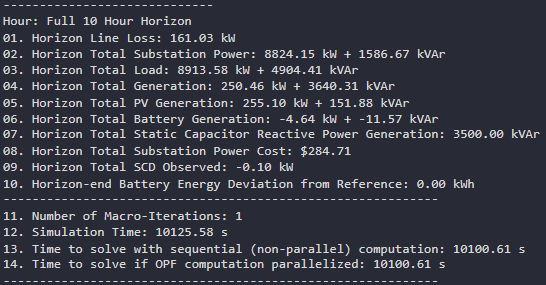 ------------------------------
Hour: Full 10 Hour Horizon
01. Horizon Line Loss: 161.03 kW
02. Horizon Total Substation Power: 8824.15 kW + 1586.67 kVAr
03. Horizon Total Load: 8913.58 kW + 4904.41 kVAr
04. Horizon Total Generation: 250.46 kW + 3640.31 kVAr
05. Horizon Total PV Generation: 255.10 kW + 151.88 kVAr
06. Horizon Total Battery Generation: -4.64 kW + -11.57 kVAr
07. Horizon Total Static Capacitor Reactive Power Generation: 3500.00 kVAr
08. Horizon Total Substation Power Cost: $284.71
09. Horizon Total SCD Observed: -0.10 kW
10. Horizon-end Battery Energy Deviation from Reference: 0.00 kWh
------------------------------------------------------------
11. Number of Macro-Iterations: 1
12. Simulation Time: 10125.58 s
13. Time to solve with sequential (non-parallel) computation: 10100.61 s
14. Time to solve if OPF computation parallelized: 10100.61 s
------------------------------------------------------------